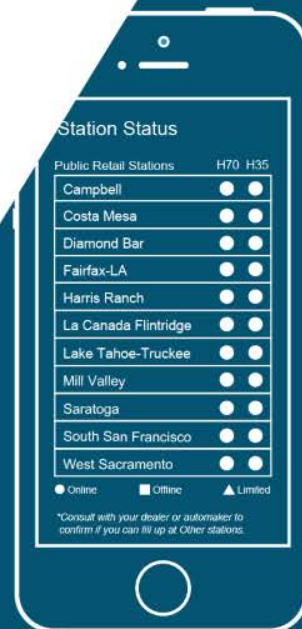 Station Status
Public Retail Stations H70 H35
Campbell
Costa Mesa
Diamond Bar
Fairfax-LA
Harris Ranch
La Canada Flintridge
Lake Tahoe-Truckee
Mill Valley
Saratoga
South San Francisco
West Sacramento
Online Offline Limited
*Consult with your dealer or automaker to
confirm if you can fill up at Other stations.